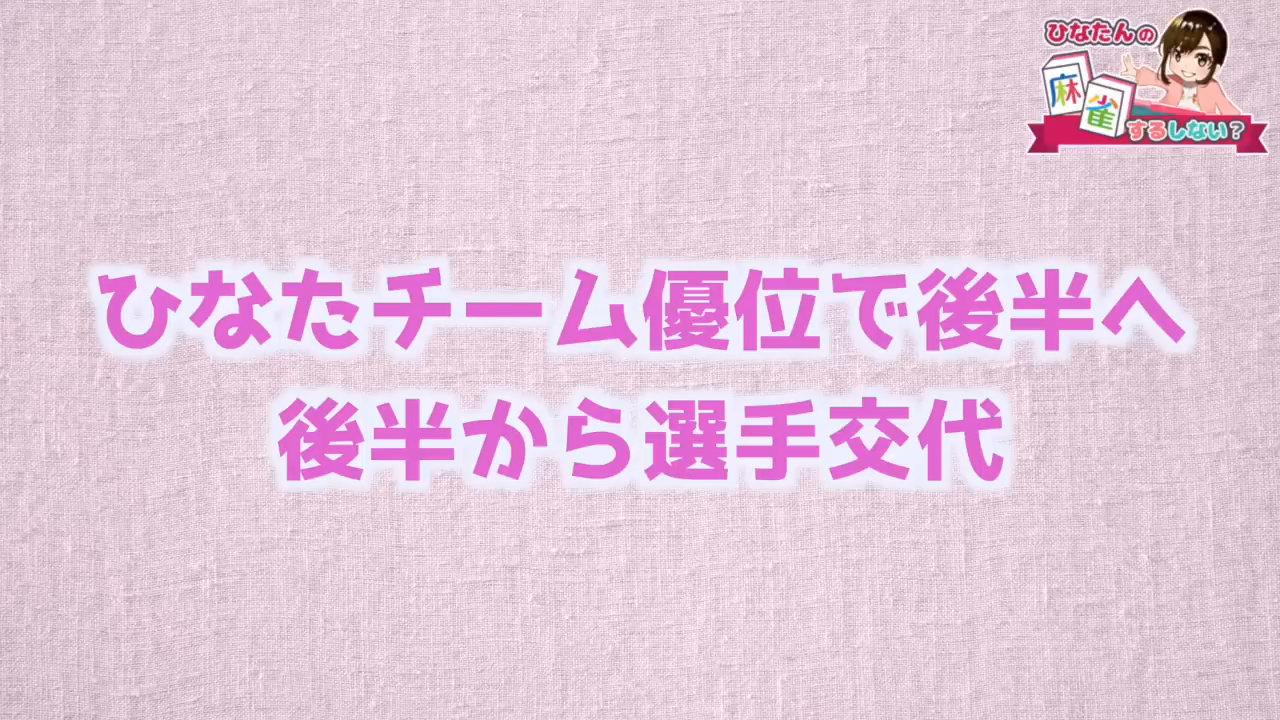 ひなたんの
麻雀
するしない？
ひなたチーム優位で後半へ
後半から選手交代